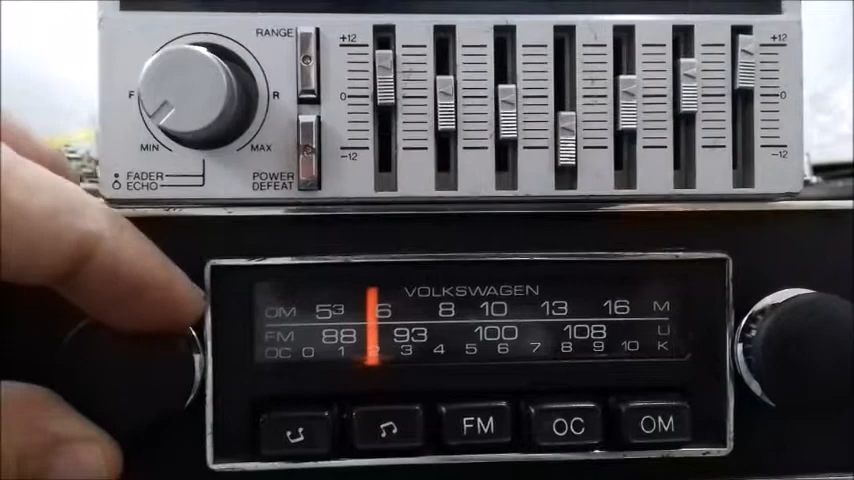 RANGE
+12 +12
F R
0 0
MIN MAX
-12 -12
FADER
ECHO
POWER
DEFEAT
VOLKSWAGEN
OM 53 6 8 10 13 16 M
FM 88 93 100 108 U
OC 0 1 2 3 4 5 6 7 8 9 10 K
♫ ♫ FM OC OM